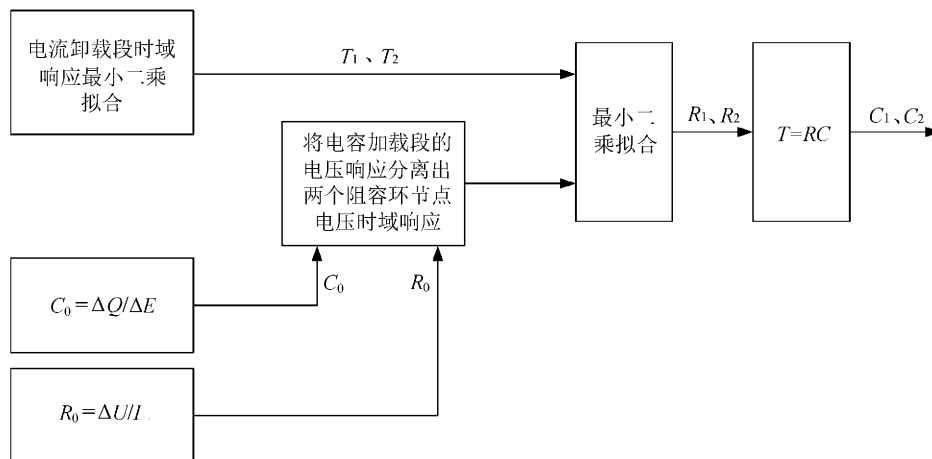 电流卸载段时域
响应最小二乘
拟合
T₁、T₂
将电容加载段的
电压响应分离出
两个阻容环节点
电压时域响应
最小二
乘拟合
R₁、R₂
T=RC
C₁、C₂
C₀
R₀
C₀=ΔQ/ΔE
R₀=ΔU/I